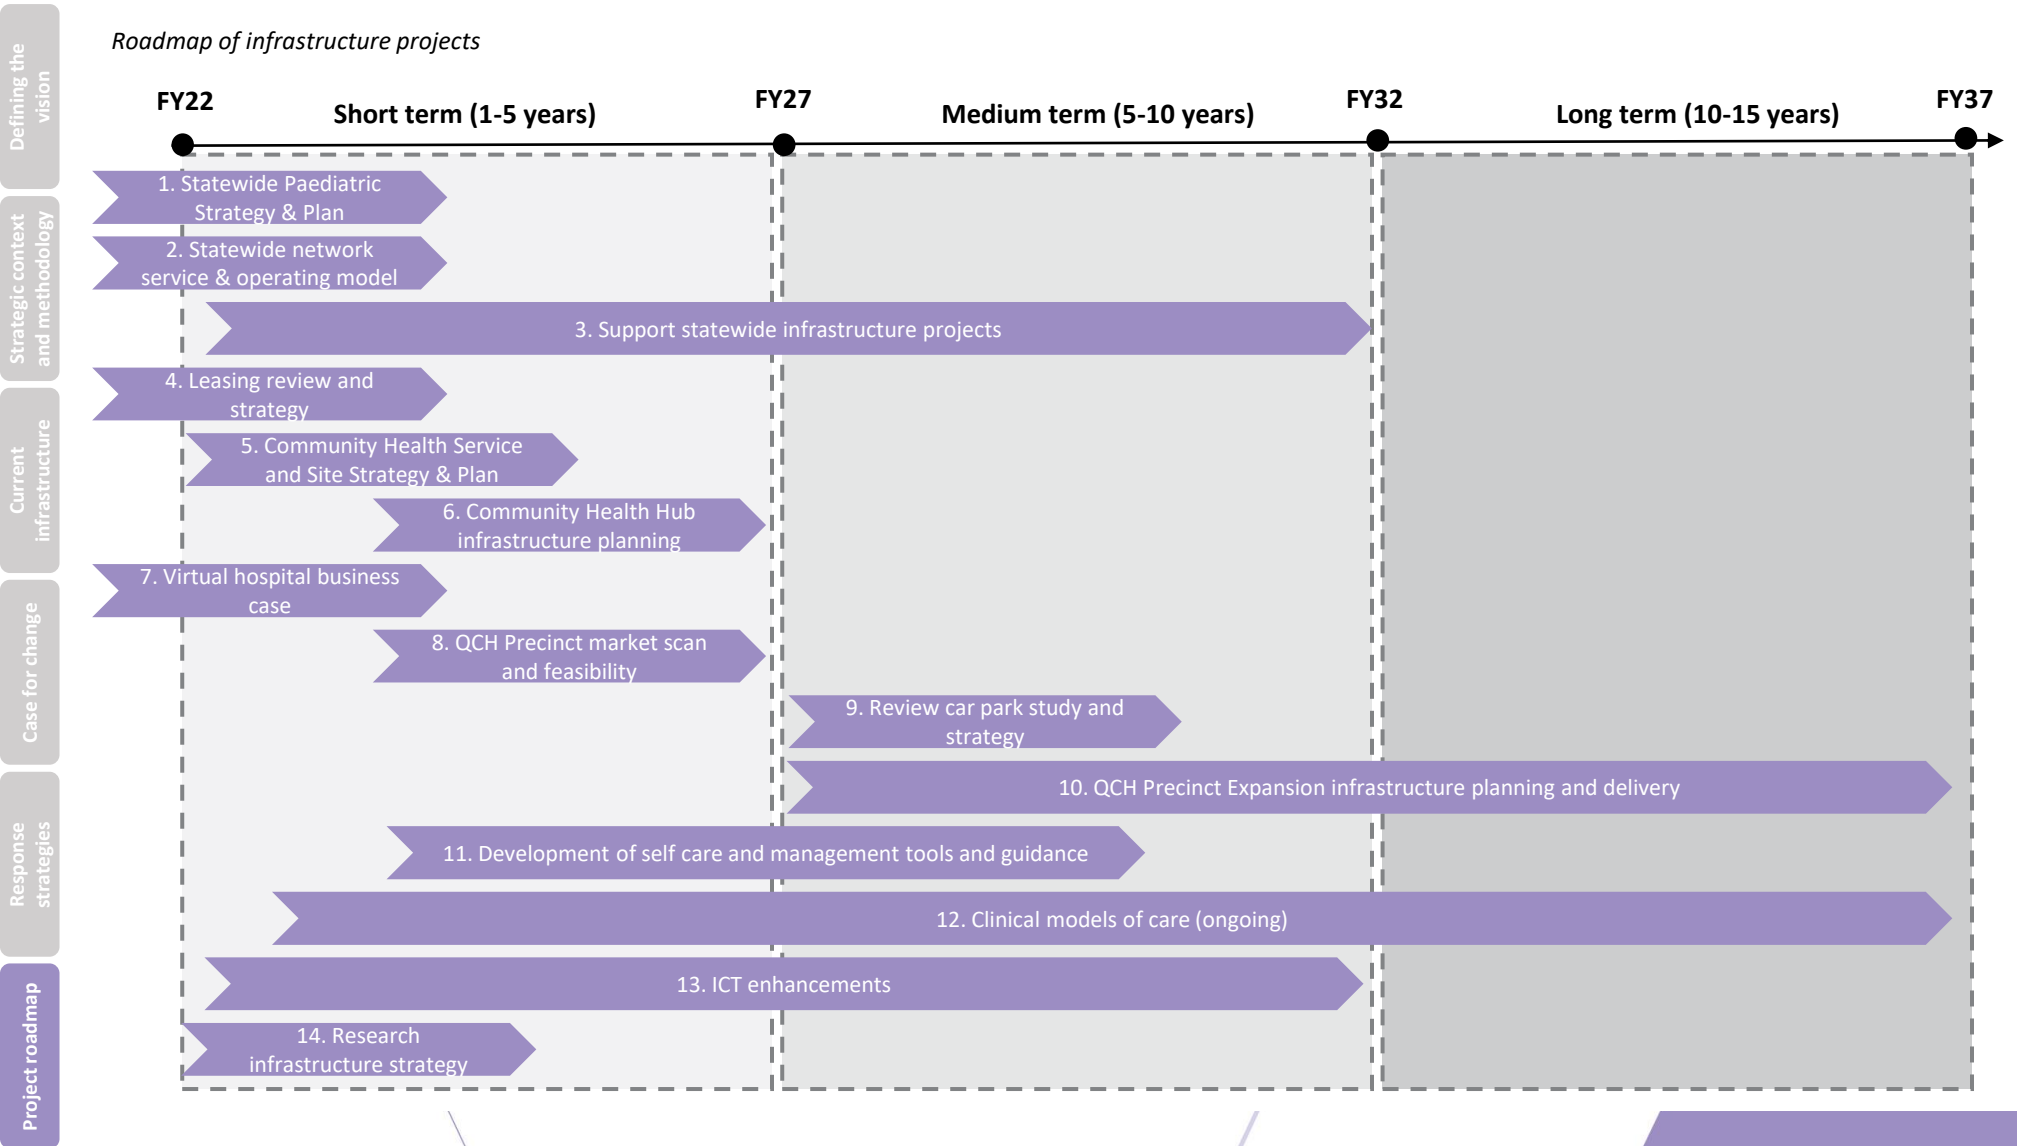 Roadmap of infrastructure projects
FY22
Short term (1-5 years)
FY27
Medium term (5-10 years)
FY32
Long term (10-15 years)
FY37
1. Statewide Paediatric
Strategy & Plan
2. Statewide network
service & operating model
3. Support statewide infrastructure projects
4. Leasing review and
strategy
5. Community Health Service
and Site Strategy & Plan
6. Community Health Hub
infrastructure planning
7. Virtual hospital business
case
8. QCH Precinct market scan
and feasibility
9. Review car park study and
strategy
10. QCH Precinct Expansion infrastructure planning and delivery
11. Development of self care and management tools and guidance
12. Clinical models of care (ongoing)
13. ICT enhancements
14. Research
infrastructure strategy
Defining the
vision
Strategic context
and methodology
Current
infrastructure
Case for change
Response
strategies
Project roadmap